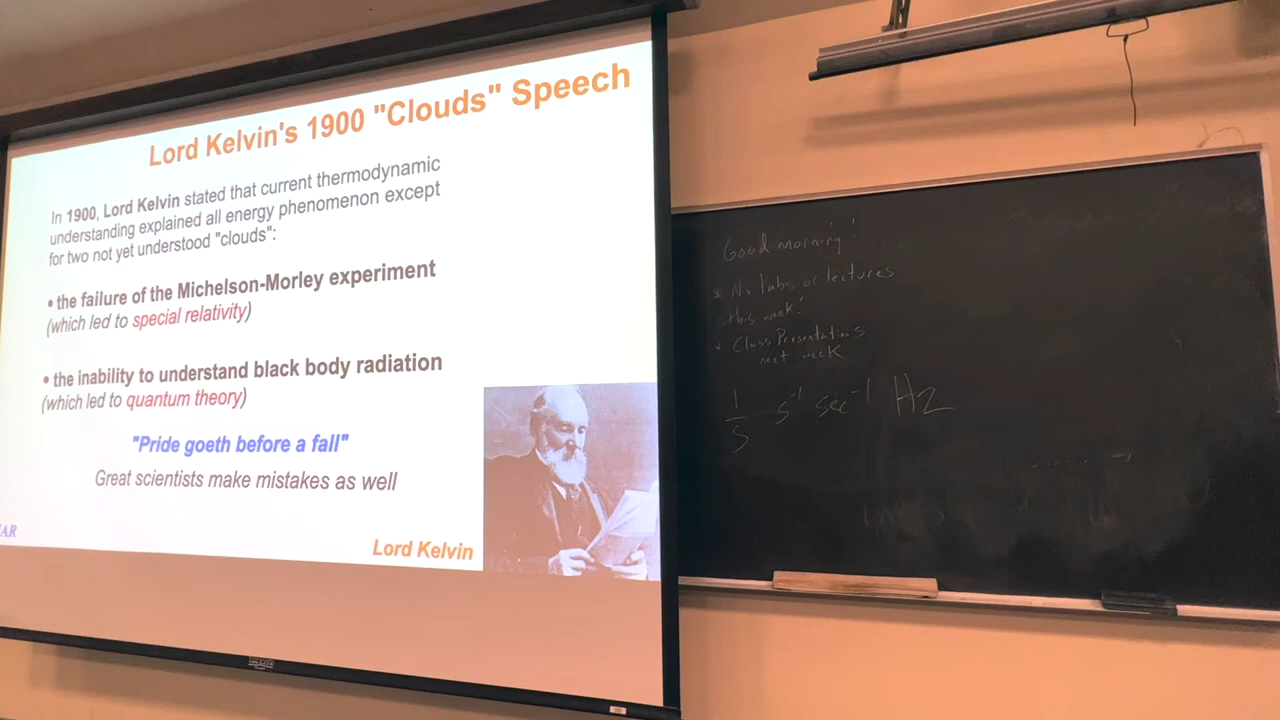 Lord Kelvin's 1900 "Clouds" Speech
In 1900, Lord Kelvin stated that current thermodynamic
understanding explained all energy phenomenon except
for two not yet understood "clouds":
• the failure of the Michelson-Morley experiment
(which led to special relativity)
• the inability to understand black body radiation
(which led to quantum theory)
"Pride goeth before a fall"
Great scientists make mistakes as well
Lord Kelvin
Good morning!
* No labs or lectures
this week!
* Class Presentations
next week
1/s s⁻¹ sec⁻¹ Hz